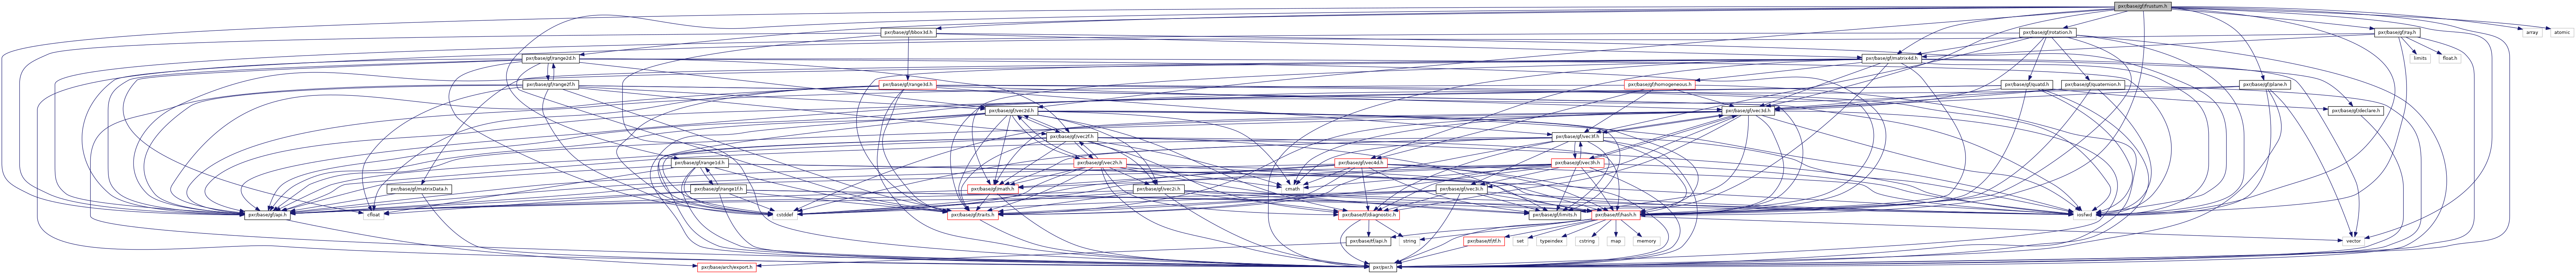 pxr/base/gf/frustum.h
pxr/base/gf/bbox3d.h
pxr/base/gf/rotation.h
pxr/base/gf/ray.h
array
atomic
pxr/base/gf/range2d.h
pxr/base/gf/matrix4d.h
limits
float.h
pxr/base/gf/range2f.h
pxr/base/gf/range3d.h
pxr/base/gf/homogeneous.h
pxr/base/gf/quatd.h
pxr/base/gf/quaternion.h
pxr/base/gf/plane.h
pxr/base/gf/vec2d.h
pxr/base/gf/vec3d.h
pxr/base/gf/declare.h
pxr/base/gf/vec2f.h
pxr/base/gf/vec3f.h
pxr/base/gf/range1d.h
pxr/base/gf/vec2h.h
pxr/base/gf/vec4d.h
pxr/base/gf/vec3h.h
pxr/base/gf/matrixData.h
pxr/base/gf/range1f.h
pxr/base/gf/math.h
pxr/base/gf/vec2i.h
cmath
pxr/base/gf/vec3i.h
pxr/base/gf/api.h
cfloat
cstddef
pxr/base/gf/traits.h
pxr/base/tf/diagnostic.h
pxr/base/gf/limits.h
pxr/base/tf/hash.h
iosfwd
pxr/base/tf/api.h
string
pxr/base/tf/tf.h
set
typeindex
cstring
map
memory
vector
pxr/base/arch/export.h
pxr/pxr.h